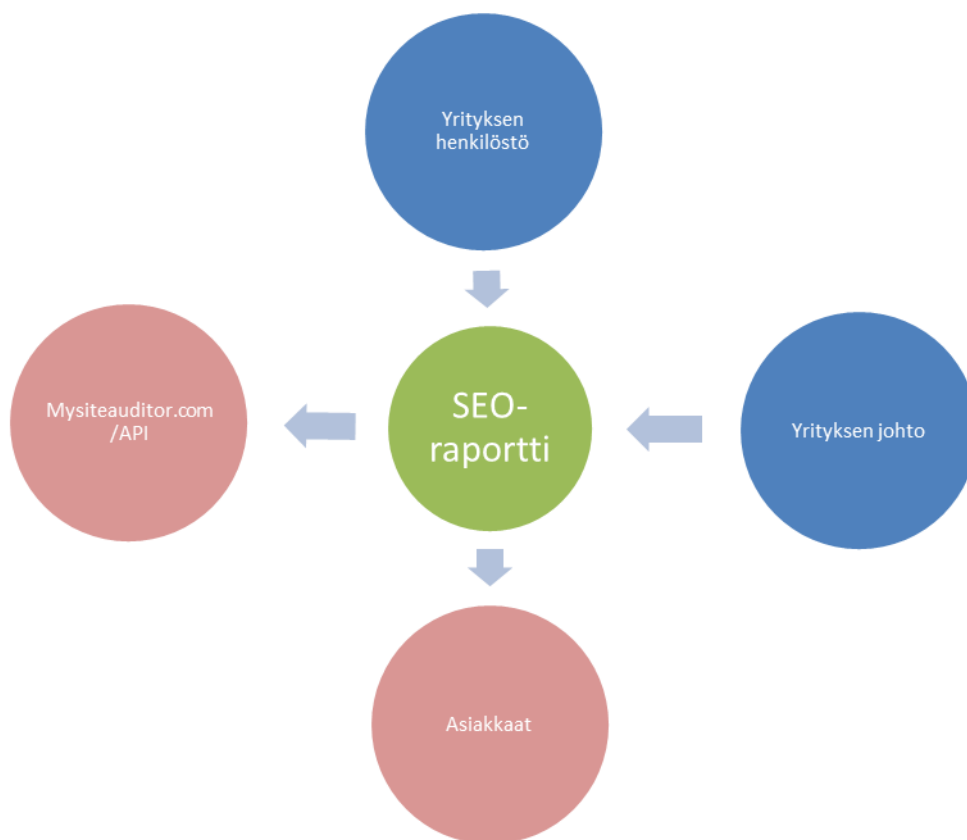 Yrityksen
henkilöstö
Mysiteauditor.com
/API
SEO-
raportti
Yrityksen johto
Asiakkaat